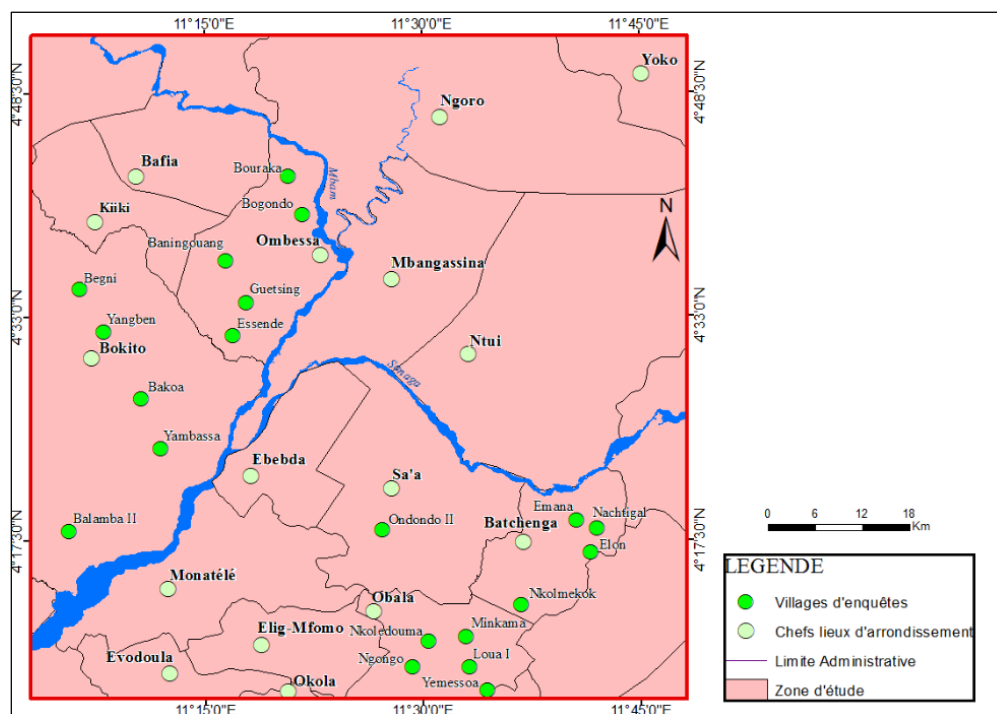 11°15'0"E 11°30'0"E 11°45'0"E
Yoko
4°48'30"N 4°48'30"N
Ngoro
Bafia
Bouraka
Mbam
Bogondo
Kiiki
N
Baningouang
Ombessa
Mbangassina
Begni
Guetsing
4°33'0"N 4°33'0"N
Yangben
Essende
Bokito
Ntui
Sanaga
Bakoa
Yambassa
Ebebda
Sa'a
Emana
Nachtigal
Balamba II
Ondondo II
Batchenga
0 6 12 18
Km
4°17'30"N 4°17'30"N
Elon
LEGENDE
Monatélé
Obala
Nkolmekok
Villages d'enquêtes
Elig-Mfomo
Nkoledouma
Minkama
Chefs lieux d'arrondissement
Evodoula
Ngongo
Loua I
Limite Administrative
Okola
Yemessoa
Zone d'étude
11°15'0"E 11°30'0"E 11°45'0"E